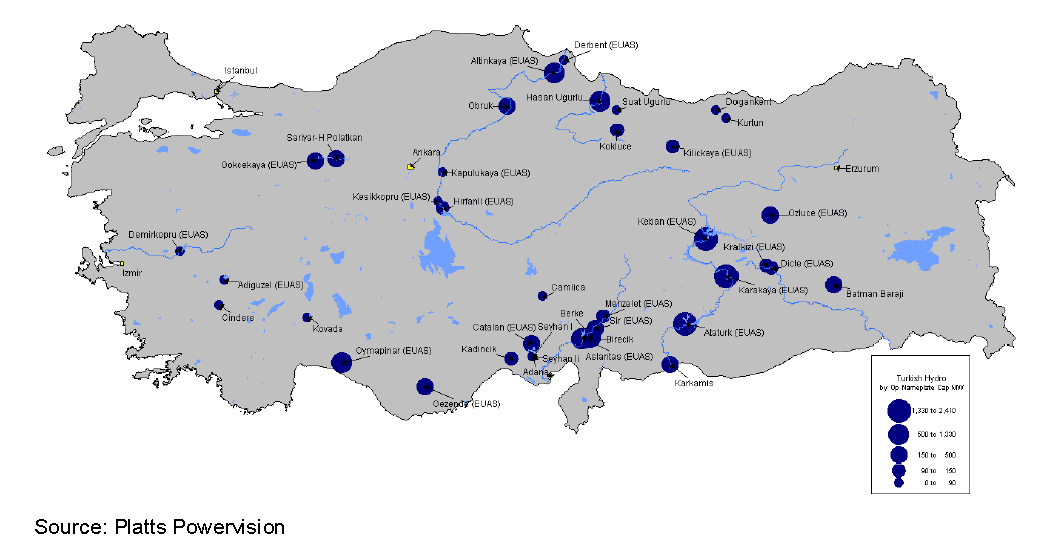 Derbent (EUAS)
Altinkaya (EUAS)
Istanbul
Hasan Ugurlu
Suat Ugurlu
Dogankent
Obruk
Kurtun
Sariyar-H Polatkan
Kokluce
Kilickaya (EUAS)
Ankara
Gokcekaya (EUAS)
Kapulukaya (EUAS)
Erzurum
Kesikkopru (EUAS)
Hirfanli (EUAS)
Ozluce (EUAS)
Keban (EUAS)
Demirkopru (EUAS)
Kralkizi (EUAS)
Dicle (EUAS)
Izmir
Adiguzel (EUAS)
Camlica
Karakaya (EUAS)
Batman Baraji
Cindere
Menzelet (EUAS)
Berke
Sir (EUAS)
Kovada
Catalan (EUAS)
Seyhan I
Ataturk (EUAS)
Birecik
Oymapinar (EUAS)
Kadincik
Seyhan Ii
Aslantas (EUAS)
Adana
Karkamis
Gezende (EUAS)
Turkish Hydro
by Op Nameplate Cap MW
1,330 to 2,410
500 to 1,330
150 to 500
90 to 150
0 to 90
Source: Platts Powervision